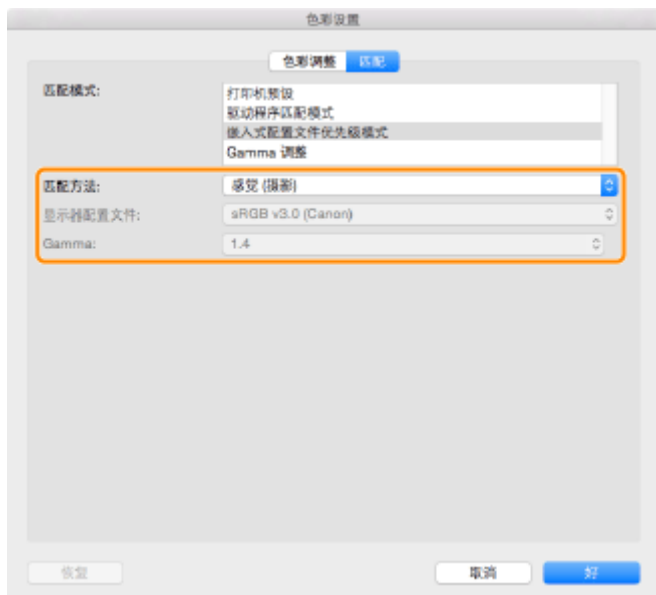 色彩设置
色彩调整 匹配
匹配模式:
打印机预设
驱动程序匹配模式
嵌入式配置文件优先级模式
Gamma 调整
匹配方法: 感觉 (摄影)
显示器配置文件: sRGB v3.0 (Canon)
Gamma: 1.4
恢复 取消 好